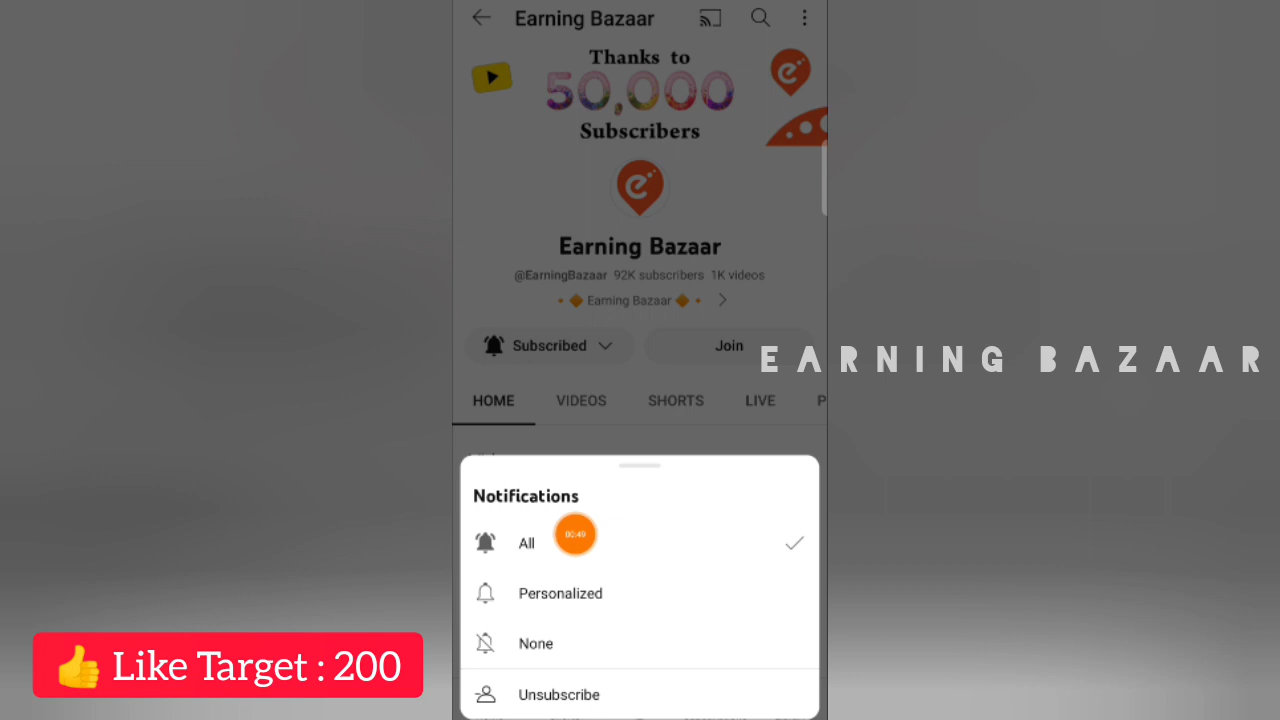 Earning Bazaar
Thanks to
50,000
Subscribers
Earning Bazaar
@EarningBazaar 92K subscribers 1K videos
Earning Bazaar
Subscribed
Join
EARNING BAZAAR
HOME VIDEOS SHORTS LIVE P
Notifications
All
00:49
Personalized
None
👍 Like Target : 200
Unsubscribe